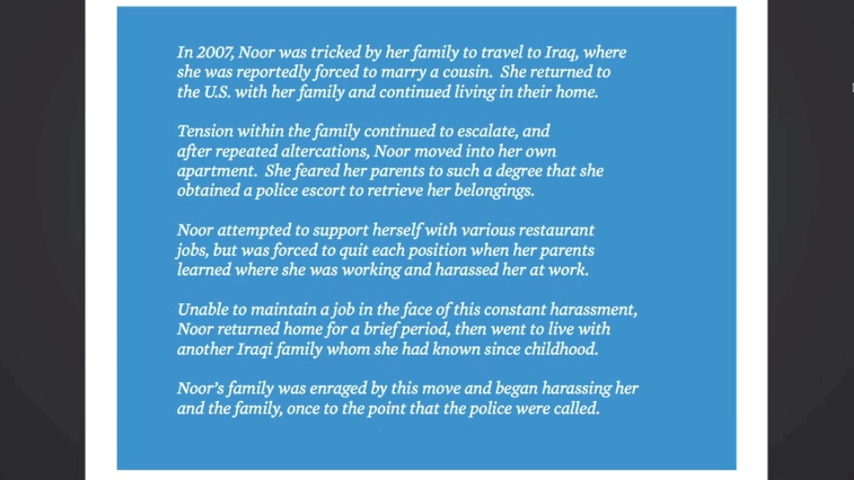 In 2007, Noor was tricked by her family to travel to Iraq, where
she was reportedly forced to marry a cousin. She returned to
the U.S. with her family and continued living in their home.
Tension within the family continued to escalate, and
after repeated altercations, Noor moved into her own
apartment. She feared her parents to such a degree that she
obtained a police escort to retrieve her belongings.
Noor attempted to support herself with various restaurant
jobs, but was forced to quit each position when her parents
learned where she was working and harassed her at work.
Unable to maintain a job in the face of this constant harassment,
Noor returned home for a brief period, then went to live with
another Iraqi family whom she had known since childhood.
Noor's family was enraged by this move and began harassing her
and the family, once to the point that the police were called.